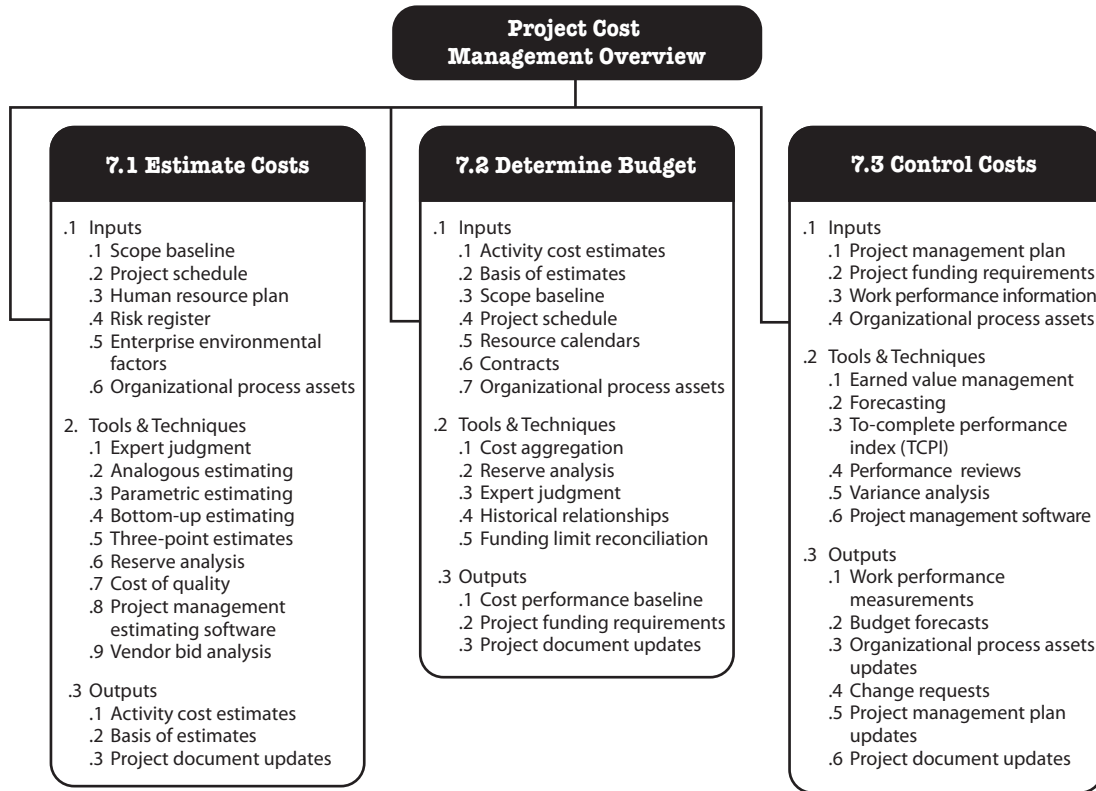 Project Cost
Management Overview
7.1 Estimate Costs
.1 Inputs
.1 Scope baseline
.2 Project schedule
.3 Human resource plan
.4 Risk register
.5 Enterprise environmental
factors
.6 Organizational process assets
2. Tools & Techniques
.1 Expert judgment
.2 Analogous estimating
.3 Parametric estimating
.4 Bottom-up estimating
.5 Three-point estimates
.6 Reserve analysis
.7 Cost of quality
.8 Project management
estimating software
.9 Vendor bid analysis
.3 Outputs
.1 Activity cost estimates
.2 Basis of estimates
.3 Project document updates
7.2 Determine Budget
.1 Inputs
.1 Activity cost estimates
.2 Basis of estimates
.3 Scope baseline
.4 Project schedule
.5 Resource calendars
.6 Contracts
.7 Organizational process assets
.2 Tools & Techniques
.1 Cost aggregation
.2 Reserve analysis
.3 Expert judgment
.4 Historical relationships
.5 Funding limit reconciliation
.3 Outputs
.1 Cost performance baseline
.2 Project funding requirements
.3 Project document updates
7.3 Control Costs
.1 Inputs
.1 Project management plan
.2 Project funding requirements
.3 Work performance information
.4 Organizational process assets
.2 Tools & Techniques
.1 Earned value management
.2 Forecasting
.3 To-complete performance
index (TCPI)
.4 Performance reviews
.5 Variance analysis
.6 Project management software
.3 Outputs
.1 Work performance
measurements
.2 Budget forecasts
.3 Organizational process assets
updates
.4 Change requests
.5 Project management plan
updates
.6 Project document updates